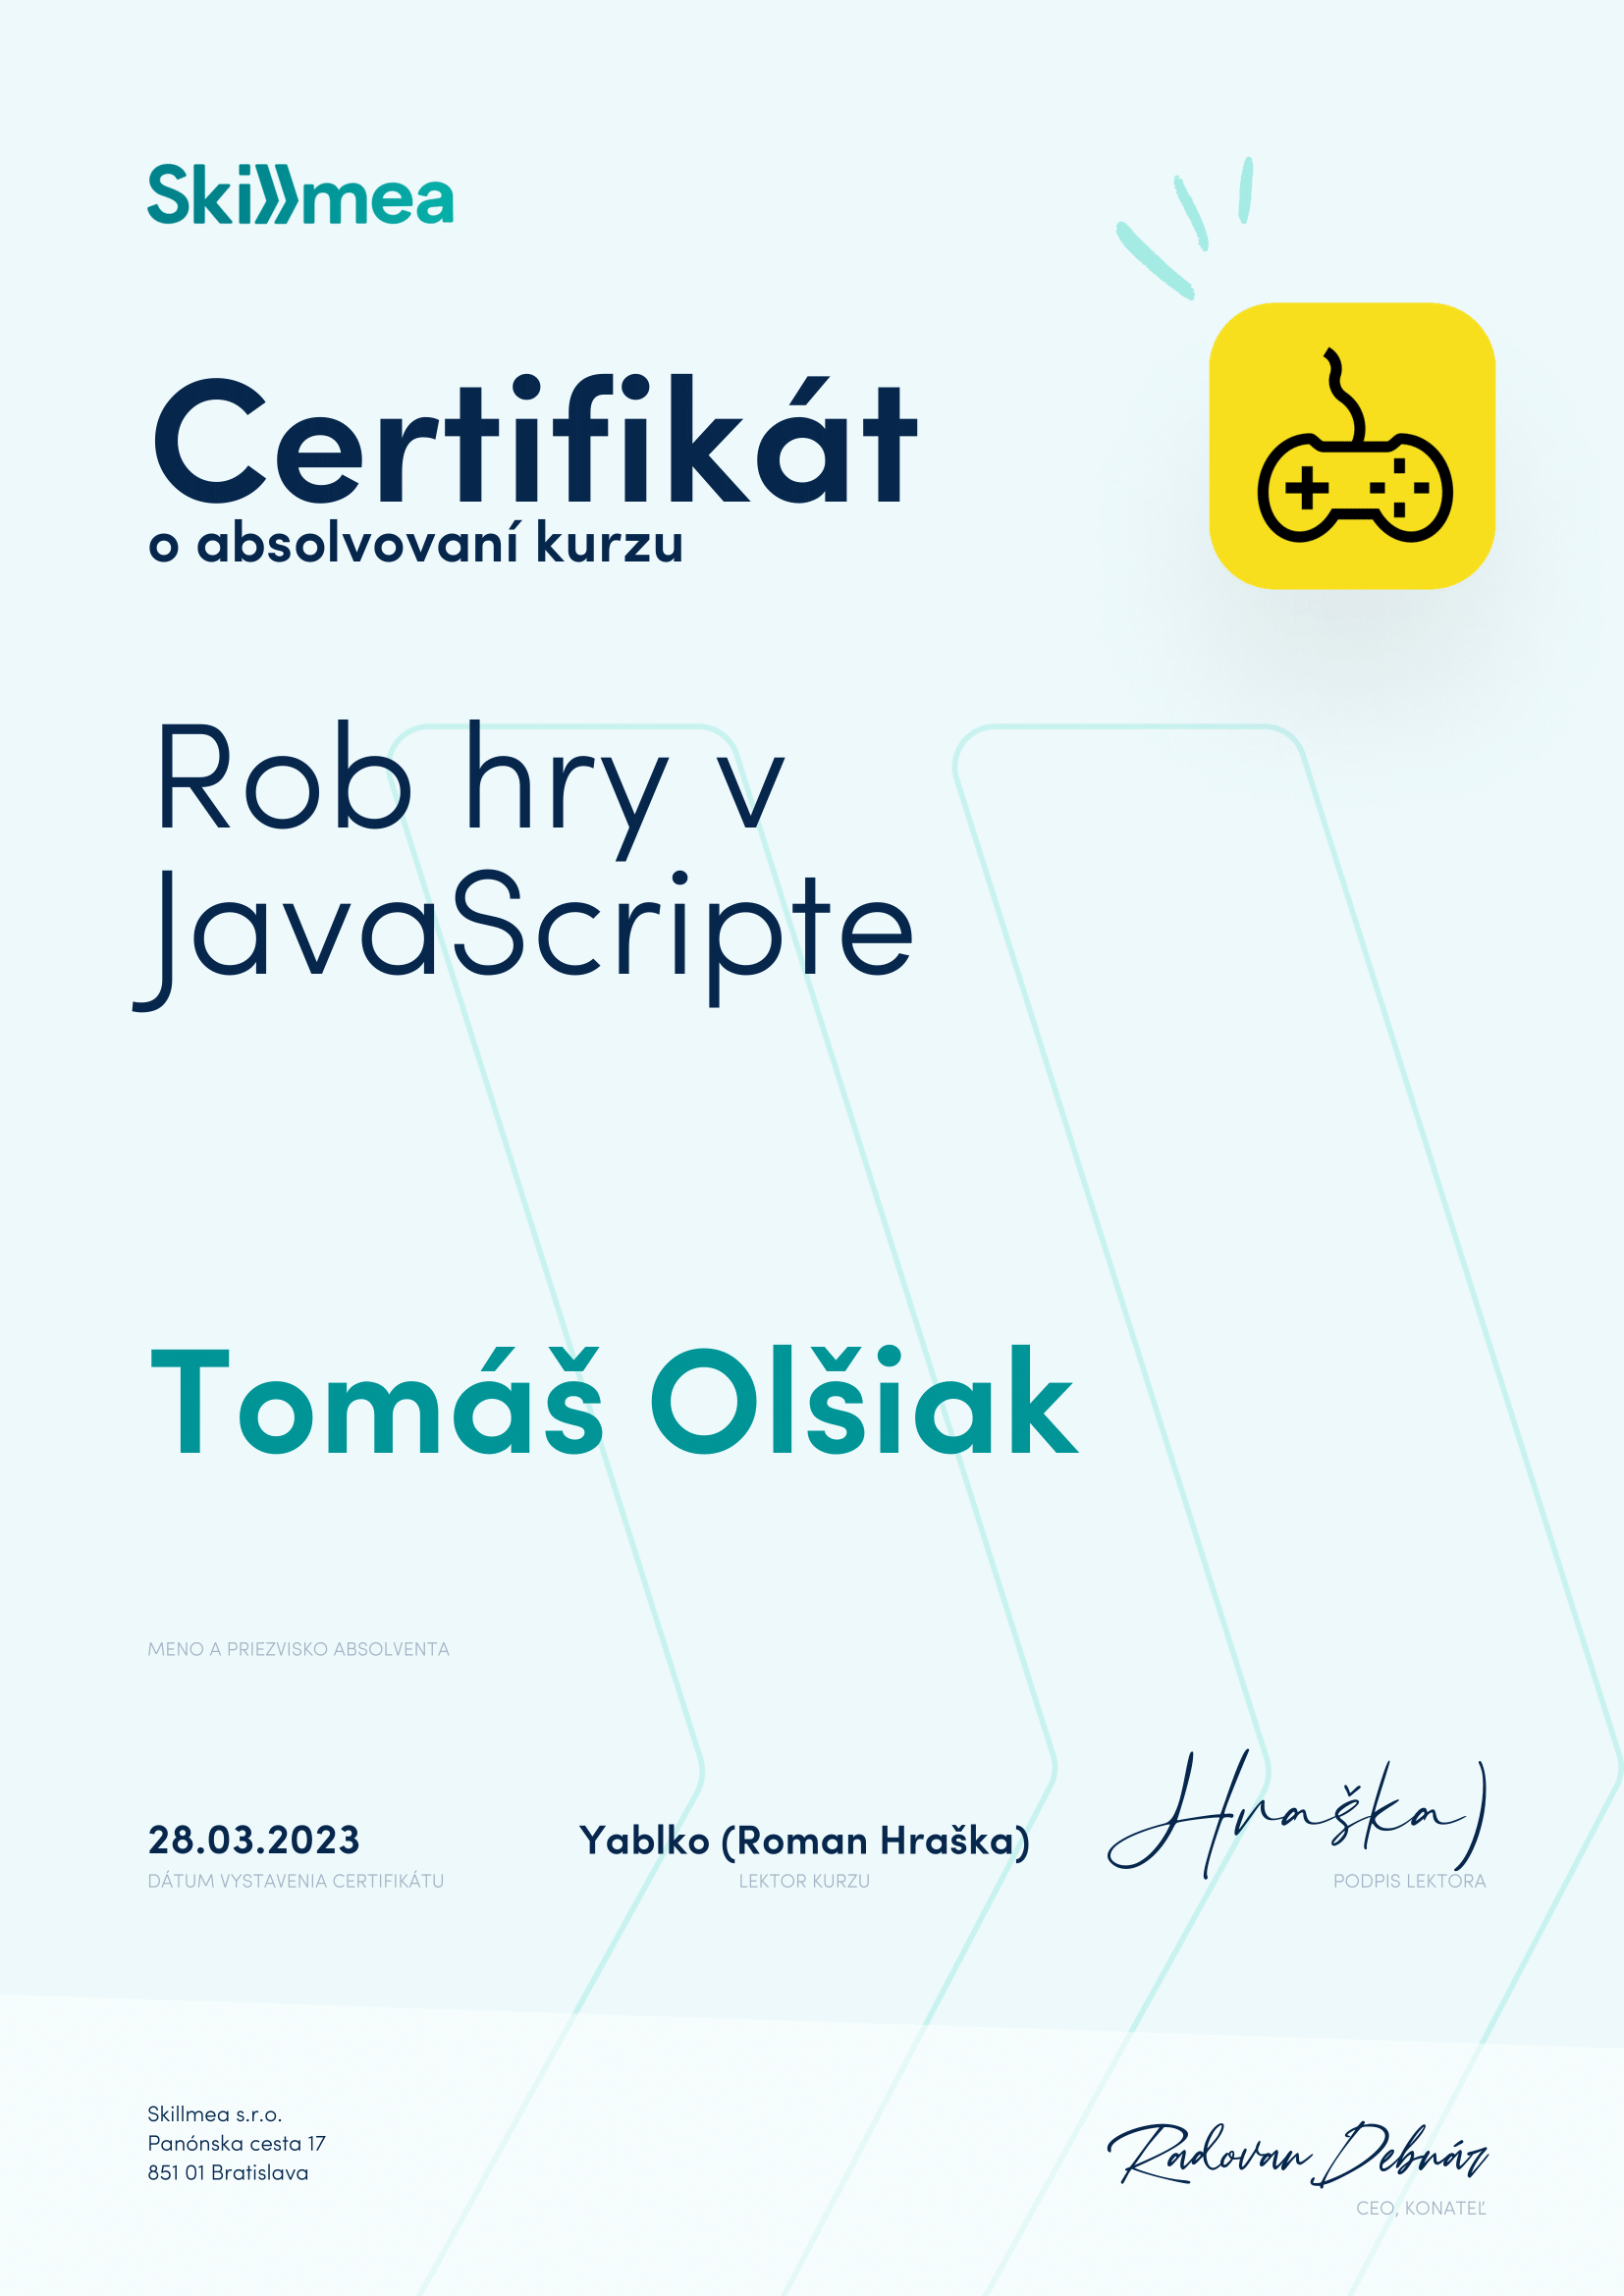 Skillmea
Certifikát
o absolvovaní kurzu
Rob hry v
JavaScripte
Tomáš Olšiak
MENO A PRIEZVISKO ABSOLVENTA
28.03.2023
DÁTUM VYSTAVENIA CERTIFIKÁTU
Yablko (Roman Hraška)
LEKTOR KURZU
Hraška)
PODPIS LEKTORA
Skillmea s.r.o.
Panónska cesta 17
851 01 Bratislava
Radovan Debnár
CEO, KONATEĽ